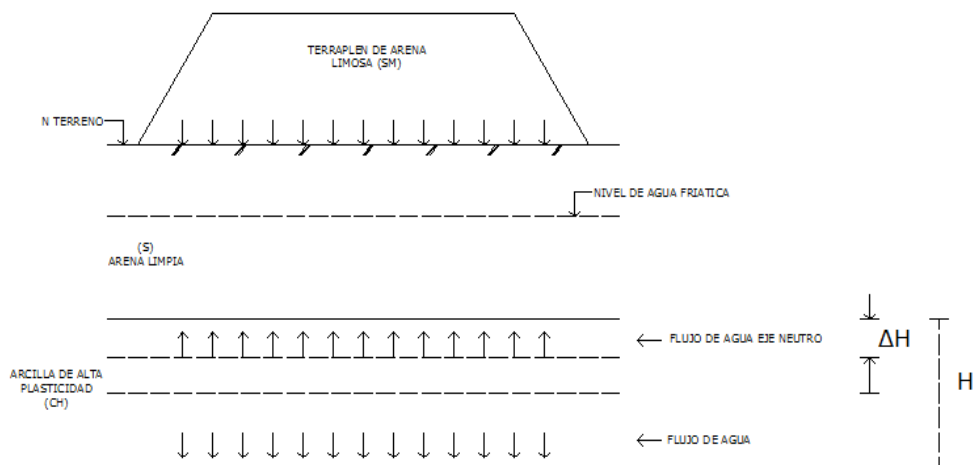 TERRAPLEN DE ARENA
LIMOSA (SM)
N TERRENO
NIVEL DE AGUA FRIATICA
(S)
ARENA LIMPIA
FLUJO DE AGUA EJE NEUTRO
ΔH
ARCILLA DE ALTA
PLASTICIDAD
(CH)
H
FLUJO DE AGUA